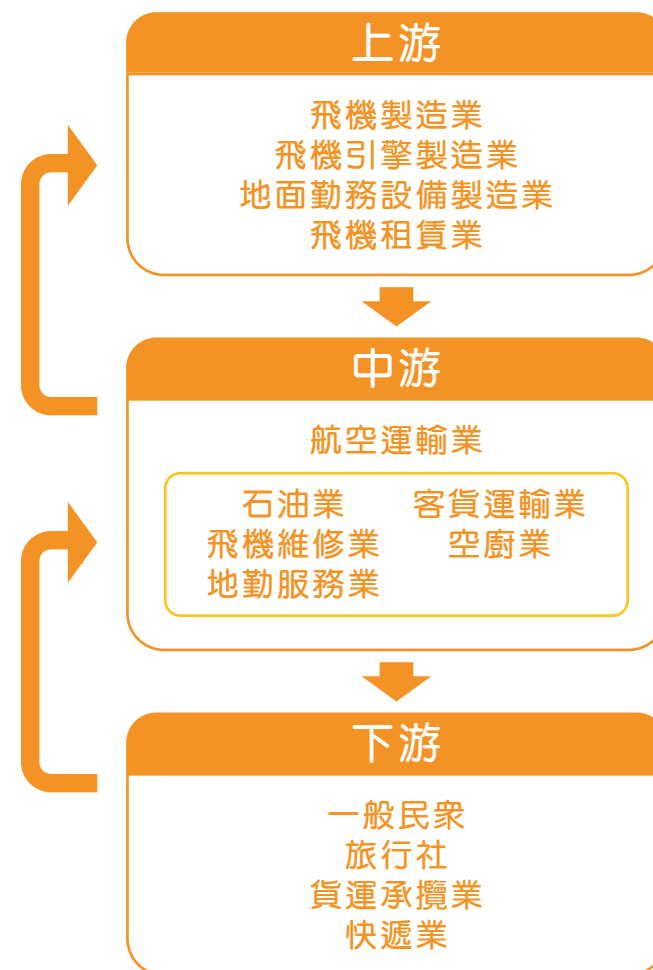 上游
飛機製造業
飛機引擎製造業
地面勤務設備製造業
飛機租賃業
中游
航空運輸業
石油業 客貨運輸業
飛機維修業 空廚業
地勤服務業
下游
一般民衆
旅行社
貨運承攬業
快遞業